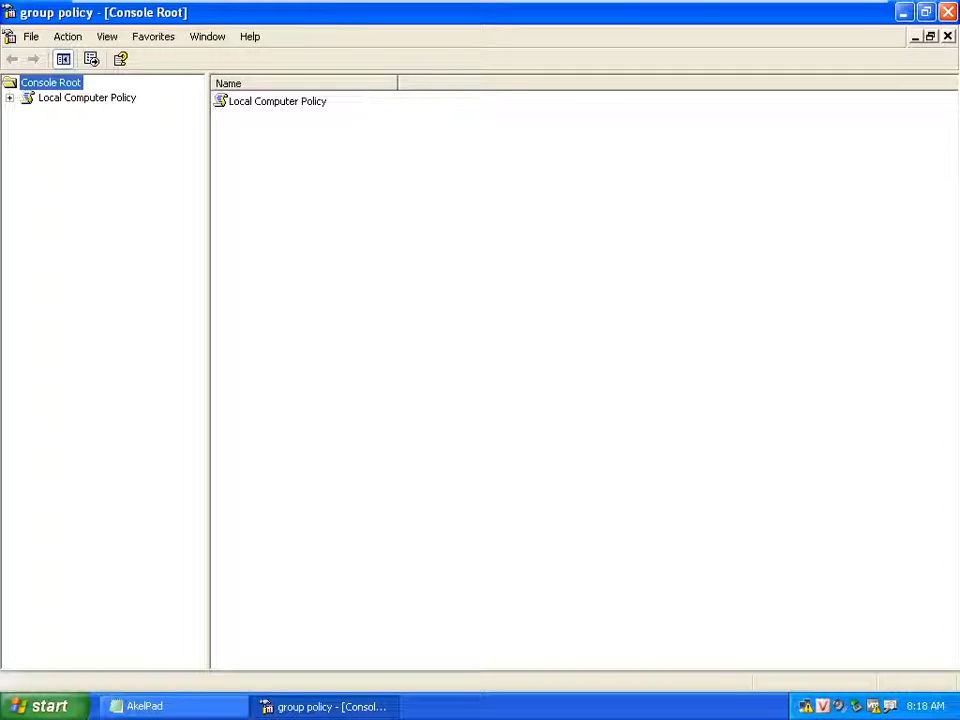 group policy - [Console Root]
File Action View Favorites Window Help
Console Root
Local Computer Policy
Name
Local Computer Policy
start
AkelPad
group policy - [Consol...
8:18 AM